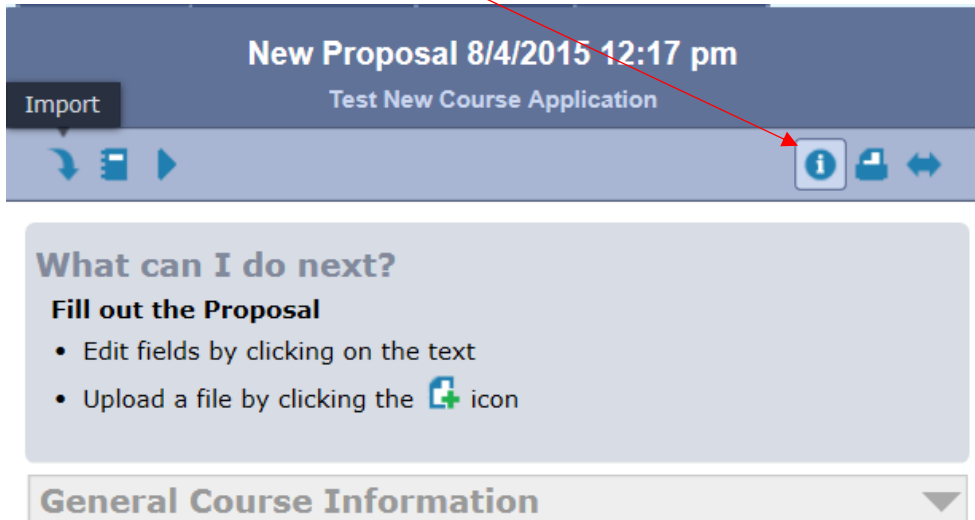 New Proposal 8/4/2015 12:17 pm
Import
Test New Course Application
What can I do next?
Fill out the Proposal
• Edit fields by clicking on the text
• Upload a file by clicking the icon
General Course Information